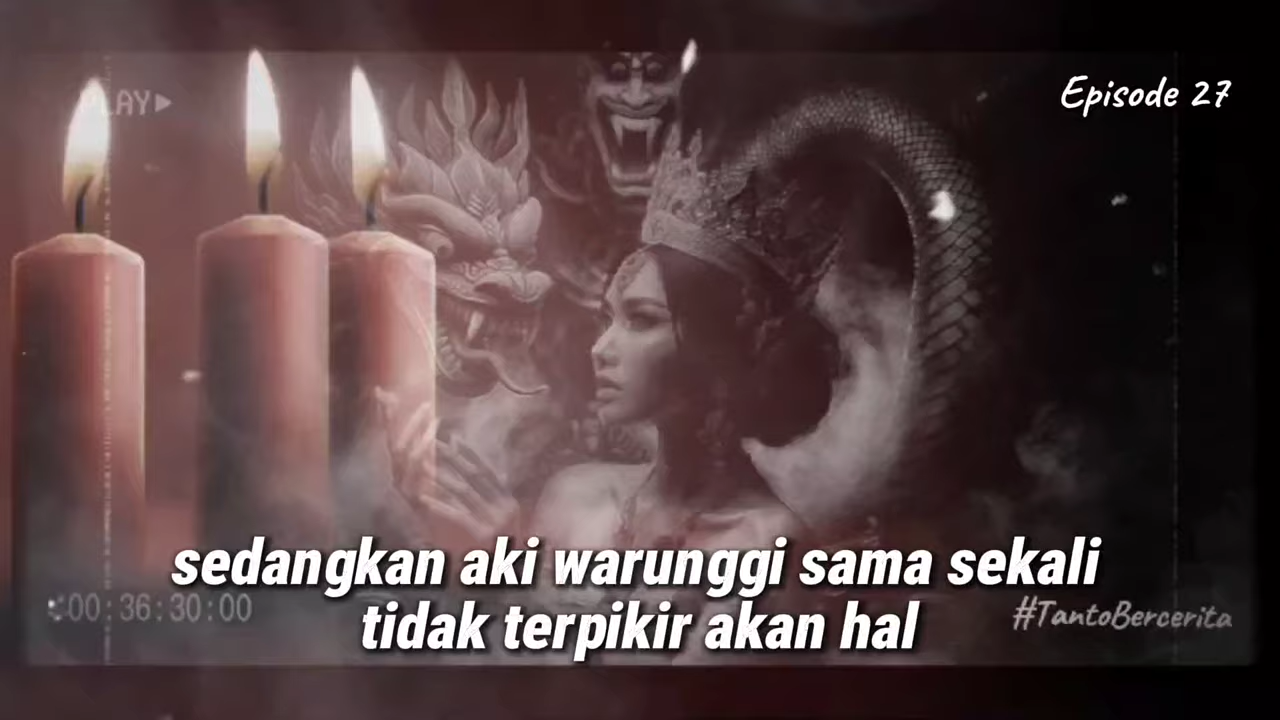 PLAY
Episode 27
sedangkan aki warunggi sama sekali
tidak terpikir akan hal
00:36:30:00
#TantoBercerita